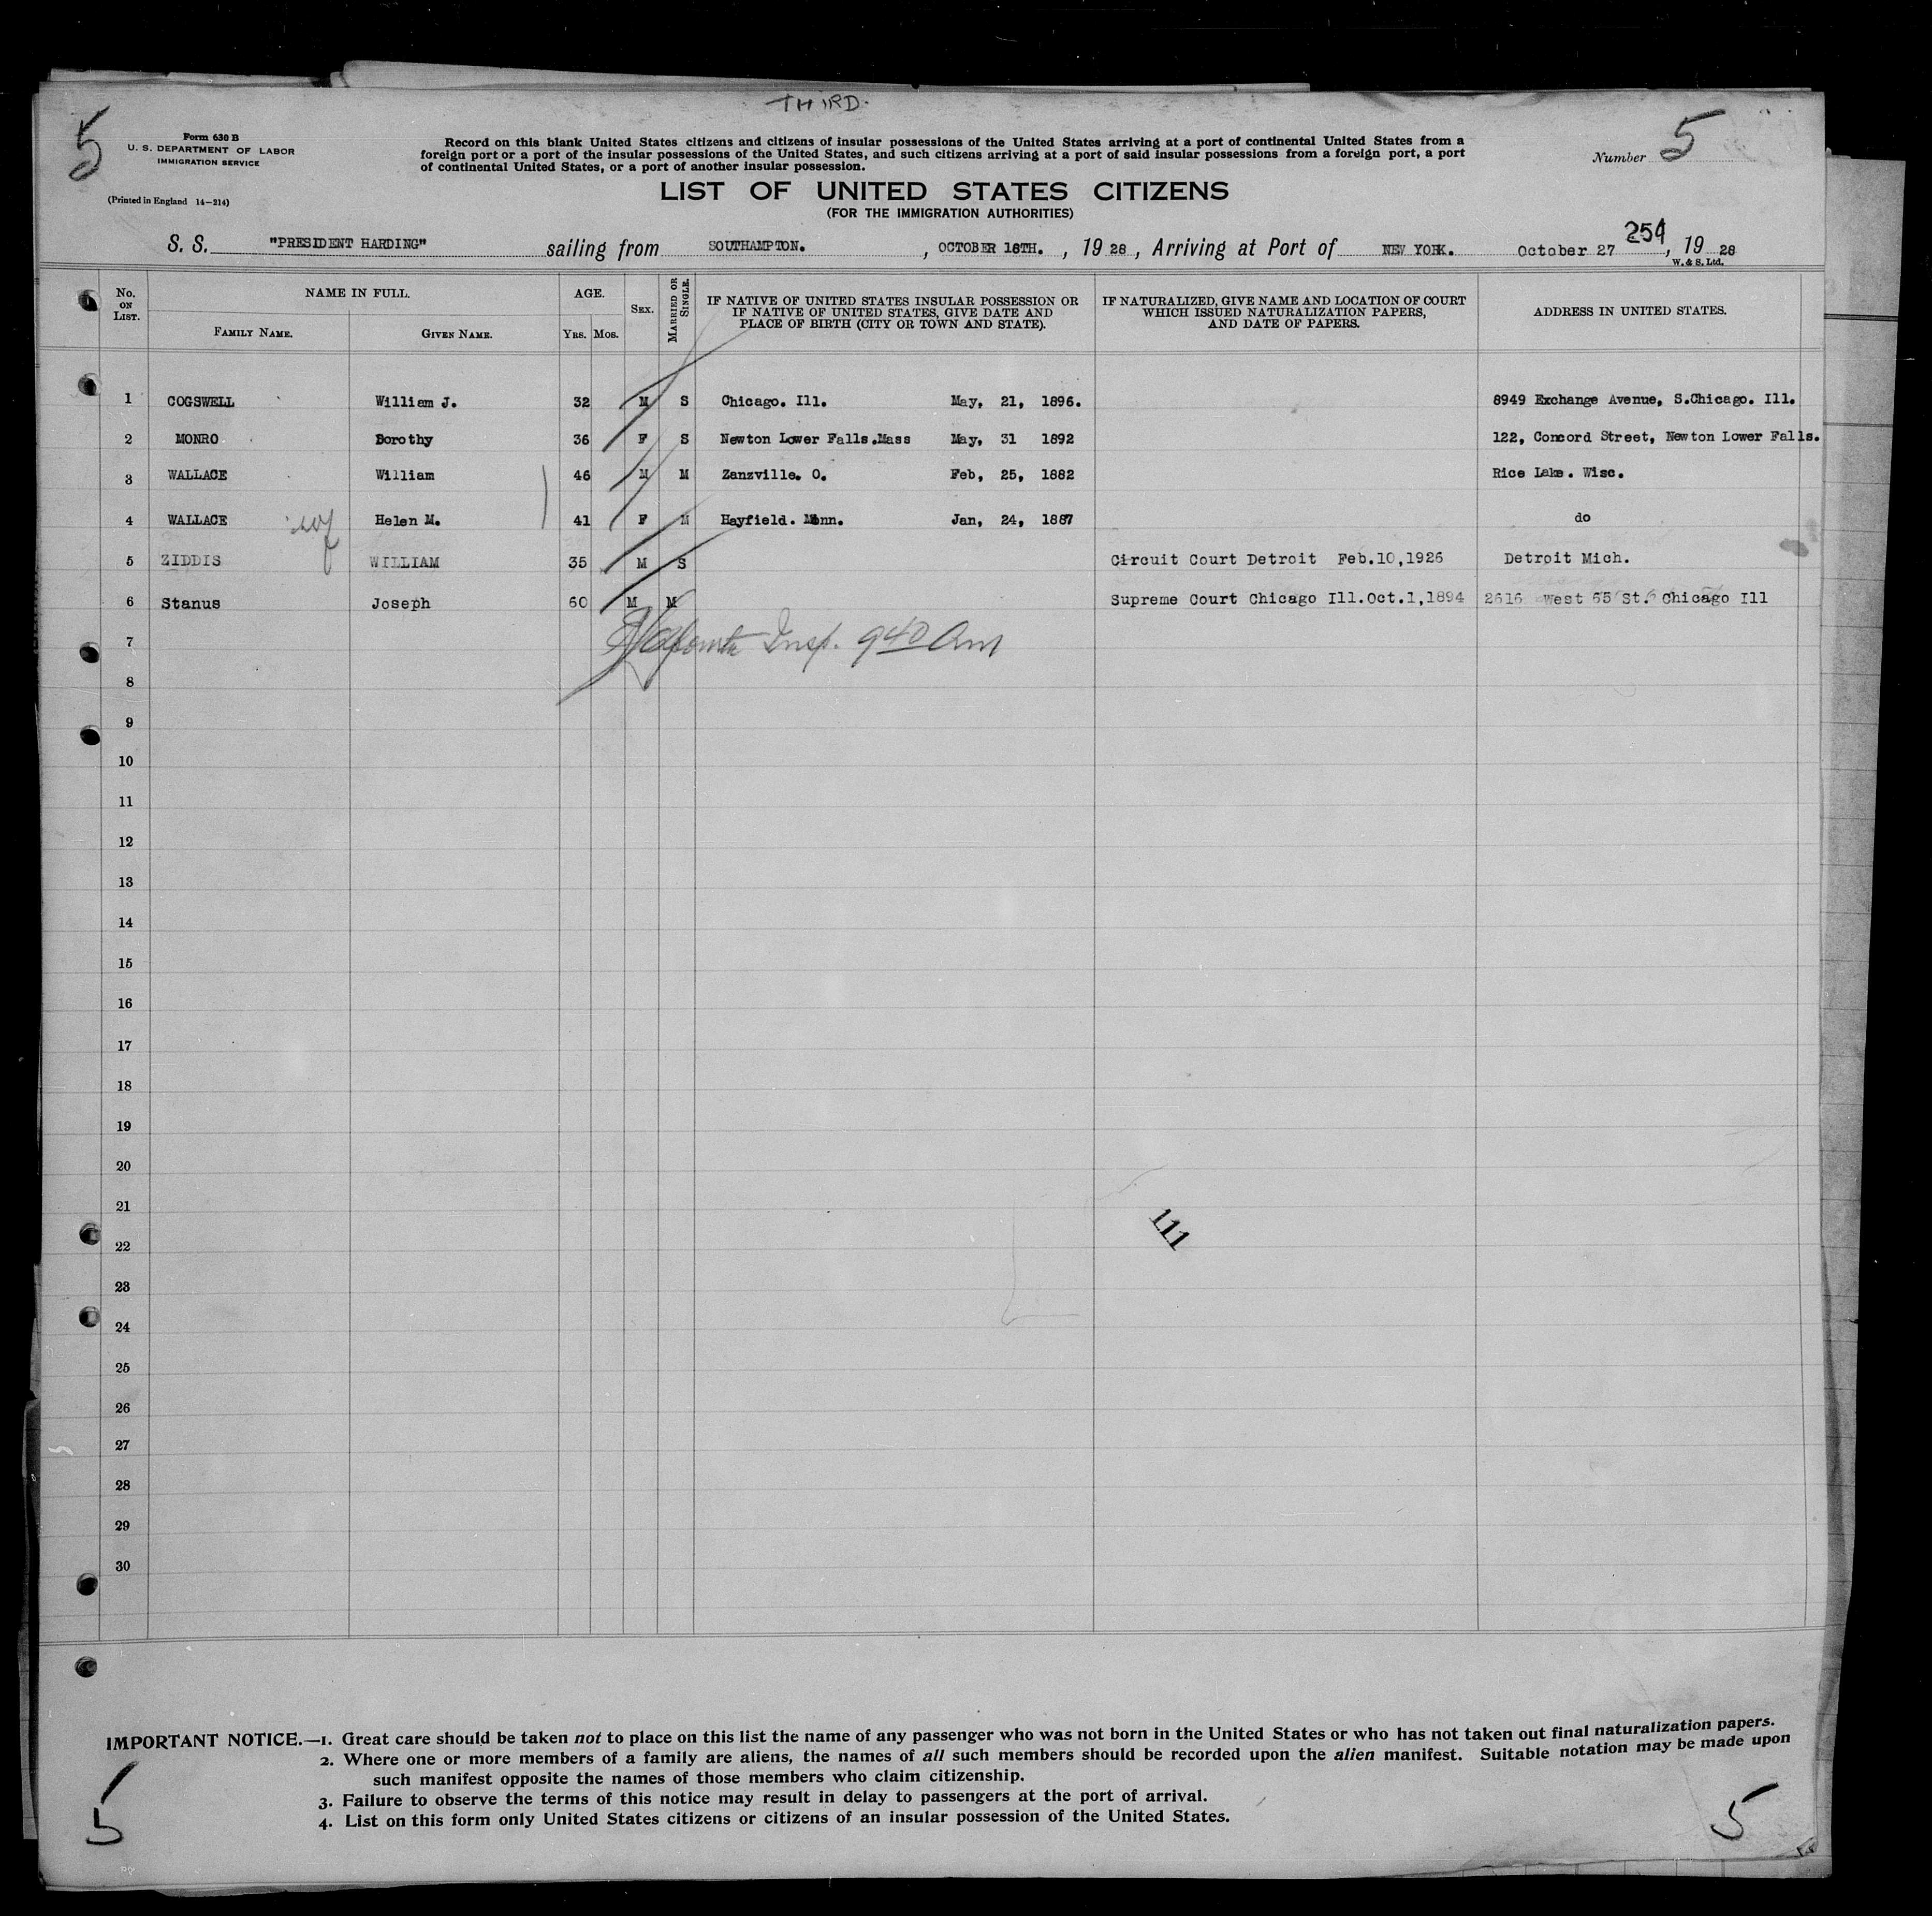 THIRD.
5
5
Form 630 B
U. S. DEPARTMENT OF LABOR
IMMIGRATION SERVICE
(Printed in England 14—214)
Record on this blank United States citizens and citizens of insular possessions of the United States arriving at a port of continental United States from a
foreign port or a port of the insular possessions of the United States, and such citizens arriving at a port of said insular possessions from a foreign port, a port
of continental United States, or a port of another insular possession.
Number
LIST OF UNITED STATES CITIZENS
(FOR THE IMMIGRATION AUTHORITIES)
254
S. S. "PRESIDENT HARDING" sailing from SOUTHAMPTON. , OCTOBER 18TH. , 19 28 , Arriving at Port of NEW YORK. October 27 , 19 28
W. & S. Ltd.
No. ON LIST. NAME IN FULL. AGE. SEX. MARRIED OR SINGLE. IF NATIVE OF UNITED STATES INSULAR POSSESSION OR IF NATIVE OF UNITED STATES, GIVE DATE AND PLACE OF BIRTH (CITY OR TOWN AND STATE). IF NATURALIZED, GIVE NAME AND LOCATION OF COURT WHICH ISSUED NATURALIZATION PAPERS, AND DATE OF PAPERS. ADDRESS IN UNITED STATES.
FAMILY NAME. GIVEN NAME. YRS. MOS.
1 COGSWELL William J. 32 M S Chicago. Ill. May, 21, 1896. 8949 Exchange Avenue, S.Chicago. Ill.
2 MONRO Dorothy 36 F S Newton Lower Falls.Mass May, 31 1892 122, Concord Street, Newton Lower Falls.
3 WALLACE William 46 M M Zanzville. O. Feb, 25, 1882 Rice Lake. Wisc.
4 WALLACE Helen M. 41 F M Hayfield. Minn. Jan, 24, 1887 do
5 ZIDDIS WILLIAM 35 M S Circuit Court Detroit Feb.10,1926 Detroit Mich.
6 Stanus Joseph 60 M M Supreme Court Chicago Ill.Oct.1,1894 2616 West 65 St. Chicago Ill
7 Insp. 940 Am
8
9
10
11
12
13
14
15
16
17
18
19
20
21
111
22
23
24
25
26
27
28
29
30
IMPORTANT NOTICE.—1. Great care should be taken not to place on this list the name of any passenger who was not born in the United States or who has not taken out final naturalization papers.
2. Where one or more members of a family are aliens, the names of all such members should be recorded upon the alien manifest. Suitable notation may be made upon
such manifest opposite the names of those members who claim citizenship.
3. Failure to observe the terms of this notice may result in delay to passengers at the port of arrival.
4. List on this form only United States citizens or citizens of an insular possession of the United States.
5
5